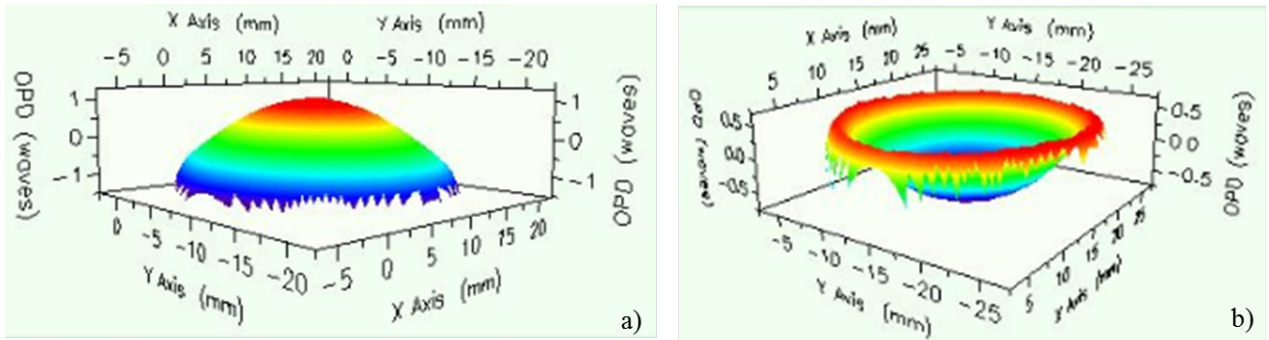 X Axis (mm) Y Axis (mm)
-5 0 5 10 15 20 0 -5 -10 -15 -20
OPD (waves)
1 0 -1
1 0 -1
OPD (waves)
0 -5 -10 -15 -20 -5 0 5 10 15 20
Y Axis (mm) X Axis (mm)
a)
X Axis (mm) Y Axis (mm)
5 10 15 20 25 -5 -10 -15 -20 -25
OPD (waves)
0.5 0.0 -0.5
0.5 0.0 -0.5
OPD (waves)
-5 -10 -15 -20 -25 5 10 15 20 25
Y Axis (mm) X Axis (mm)
b)